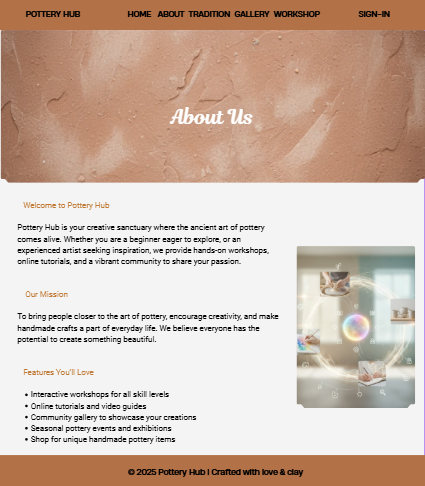 POTTERY HUB HOME ABOUT TRADITION GALLERY WORKSHOP SIGN-IN
About Us
Welcome to Pottery Hub
Pottery Hub is your creative sanctuary where the ancient art of pottery
comes alive. Whether you are a beginner eager to explore, or an
experienced artist seeking inspiration, we provide hands-on workshops,
online tutorials, and a vibrant community to share your passion.
Our Mission
To bring people closer to the art of pottery, encourage creativity, and make
handmade crafts a part of everyday life. We believe everyone has the
potential to create something beautiful.
Features You'll Love
• Interactive workshops for all skill levels
• Online tutorials and video guides
• Community gallery to showcase your creations
• Seasonal pottery events and exhibitions
• Shop for unique handmade pottery items
© 2025 Pottery Hub | Crafted with love & clay